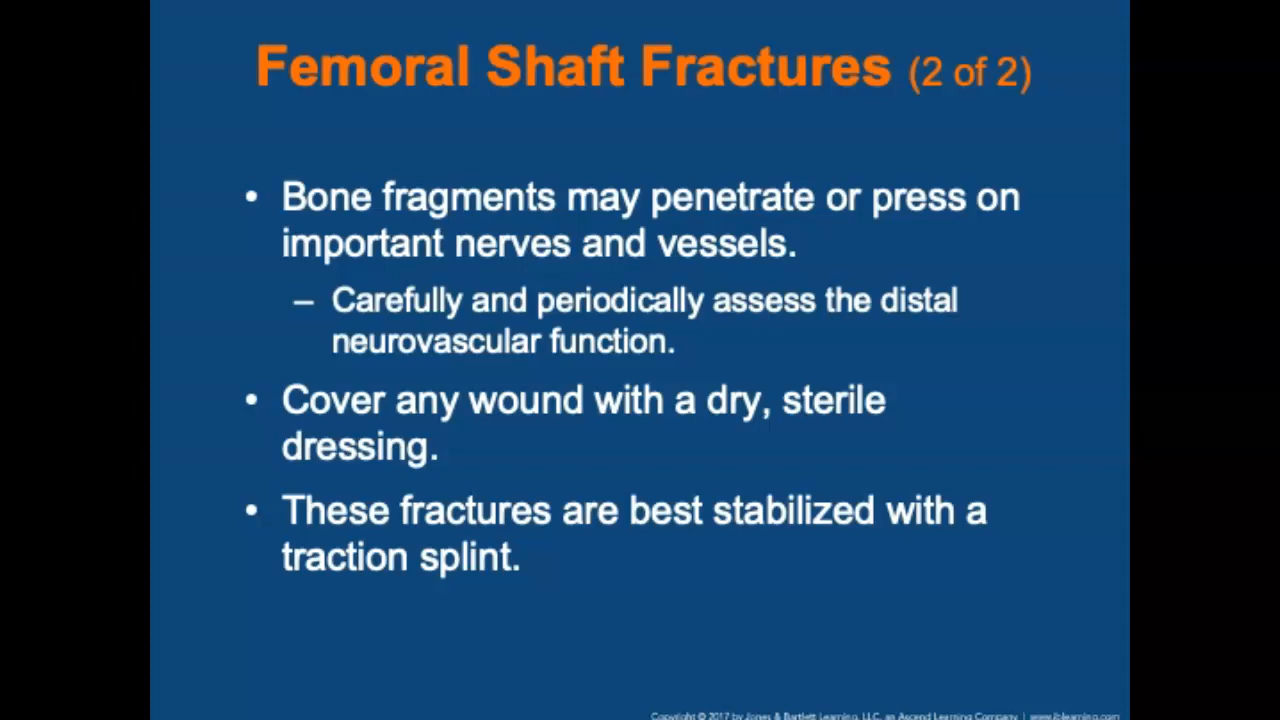 Femoral Shaft Fractures (2 of 2)
• Bone fragments may penetrate or press on
important nerves and vessels.
– Carefully and periodically assess the distal
neurovascular function.
• Cover any wound with a dry, sterile
dressing.
• These fractures are best stabilized with a
traction splint.
Copyright © 2017 by Jones & Bartlett Learning, LLC, an Ascend Learning Company | www.jblearning.com